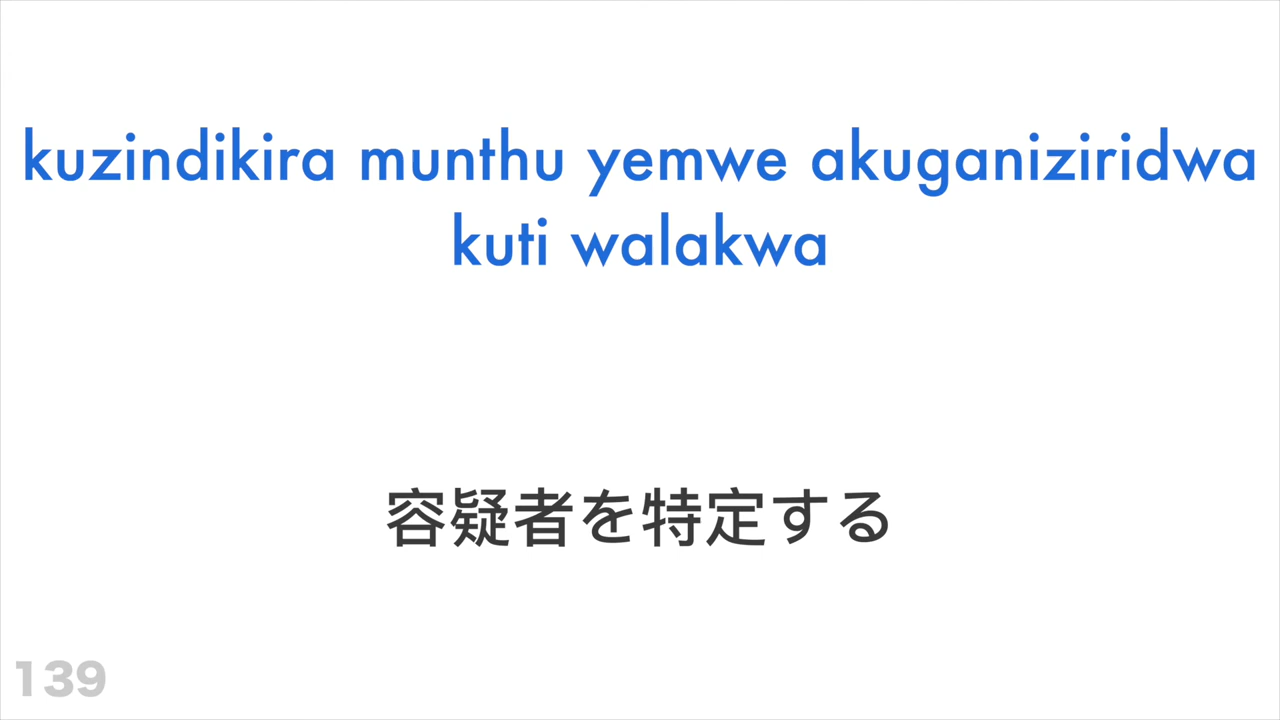 kuzindikira munthu yemwe akuganiziridwa
kuti walakwa
容疑者を特定する
139